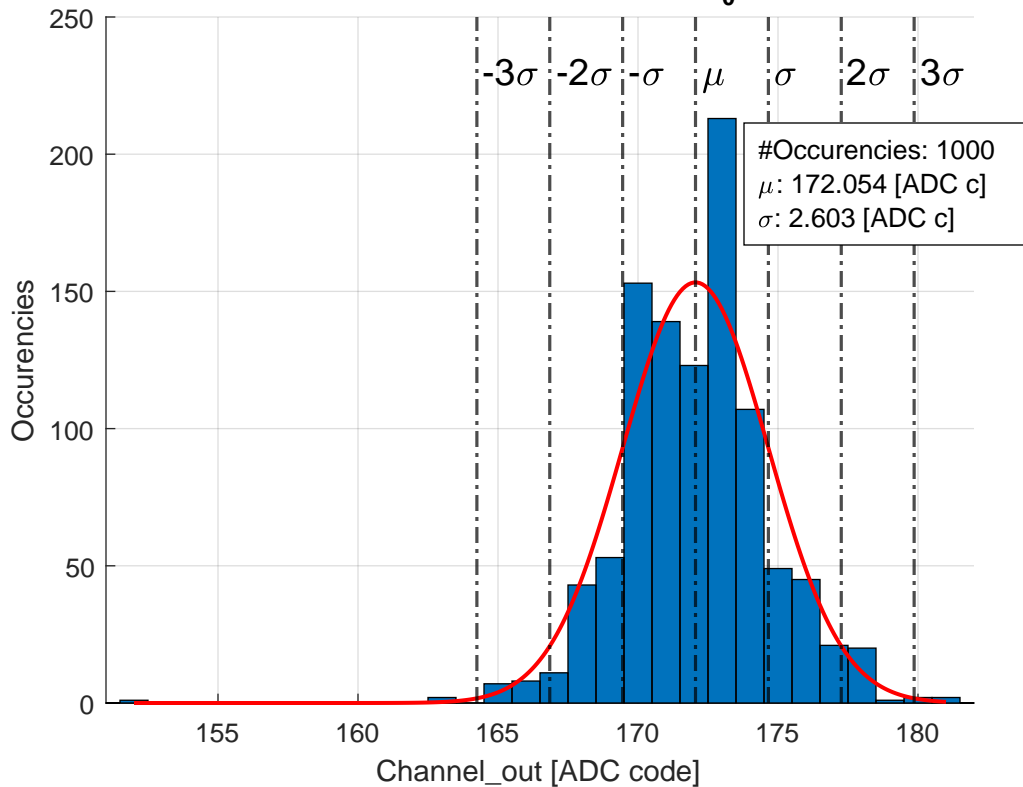 250
200
150
100
50
0
Occurencies
-3σ -2σ -σ μ σ 2σ 3σ
#Occurencies: 1000
μ: 172.054 [ADC c]
σ: 2.603 [ADC c]
155 160 165 170 175 180
Channel_out [ADC code]